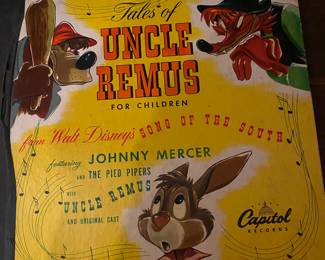 Tales of
UNCLE
REMUS
FOR CHILDREN
from Walt Disney's SONG OF THE SOUTH
featuring JOHNNY MERCER
AND THE PIED PIPERS
WITH UNCLE REMUS
AND ORIGINAL CAST
Capitol
RECORDS